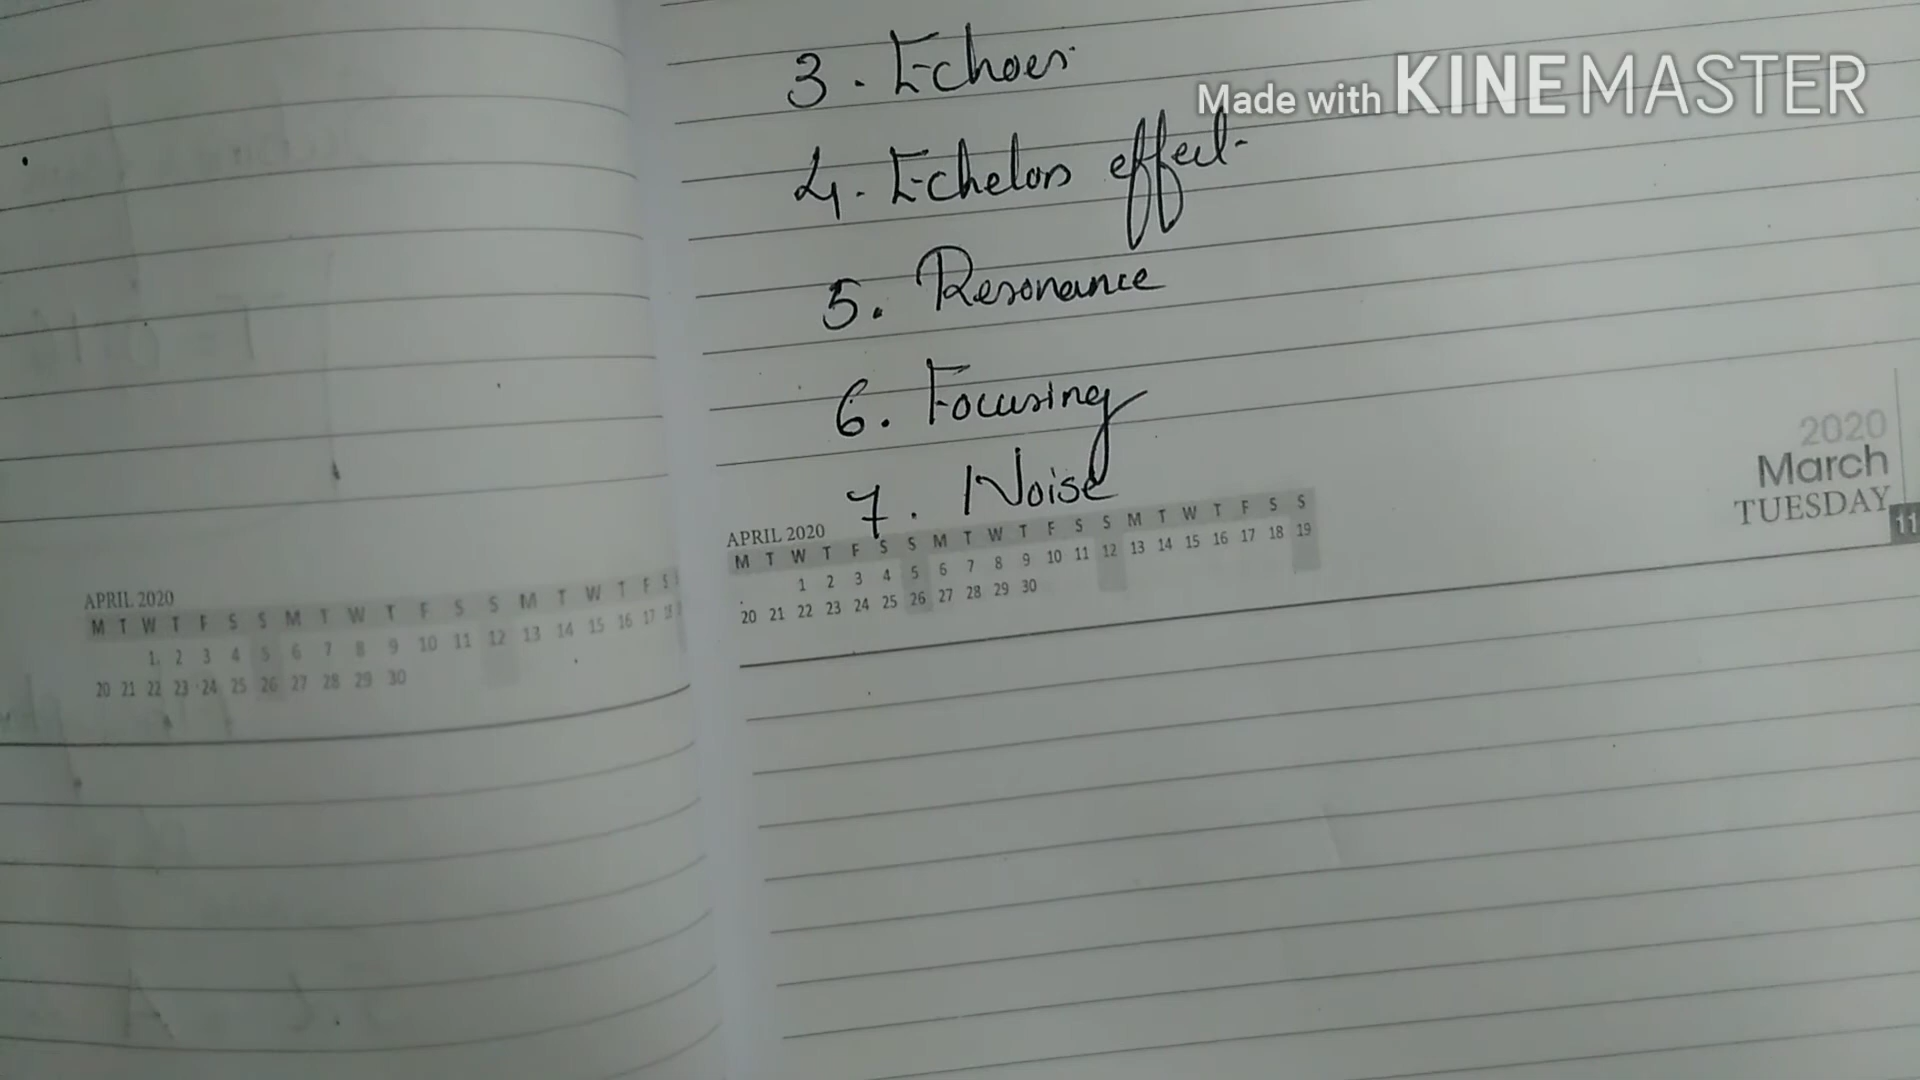 3. Echoes.
Made with KINEMASTER
4. Echelon effect.
5. Resonance
6. Focusing
7. Noise
2020
March
TUESDAY
11
APRIL 2020
M T W T F S S M T W T F S S M T W T F S S
1 2 3 4 5 6 7 8 9 10 11 12 13 14 15 16 17 18 19
20 21 22 23 24 25 26 27 28 29 30
APRIL 2020
M T W T F S S M T W T F S S M T W T F S
1 2 3 4 5 6 7 8 9 10 11 12 13 14 15 16 17 18
20 21 22 23 24 25 26 27 28 29 30